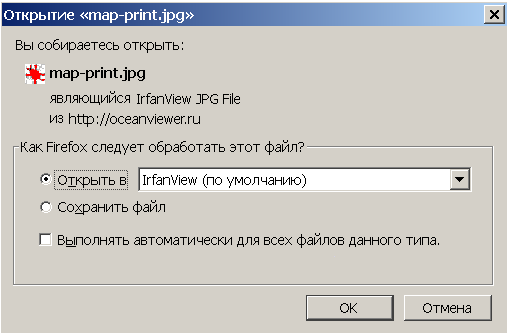 Открытие «map-print.jpg»
Вы собираетесь открыть:
map-print.jpg
являющийся IrfanView JPG File
из http://oceanviewer.ru
Как Firefox следует обработать этот файл?
Открыть в IrfanView (по умолчанию)
Сохранить файл
Выполнять автоматически для всех файлов данного типа.
OK Отмена